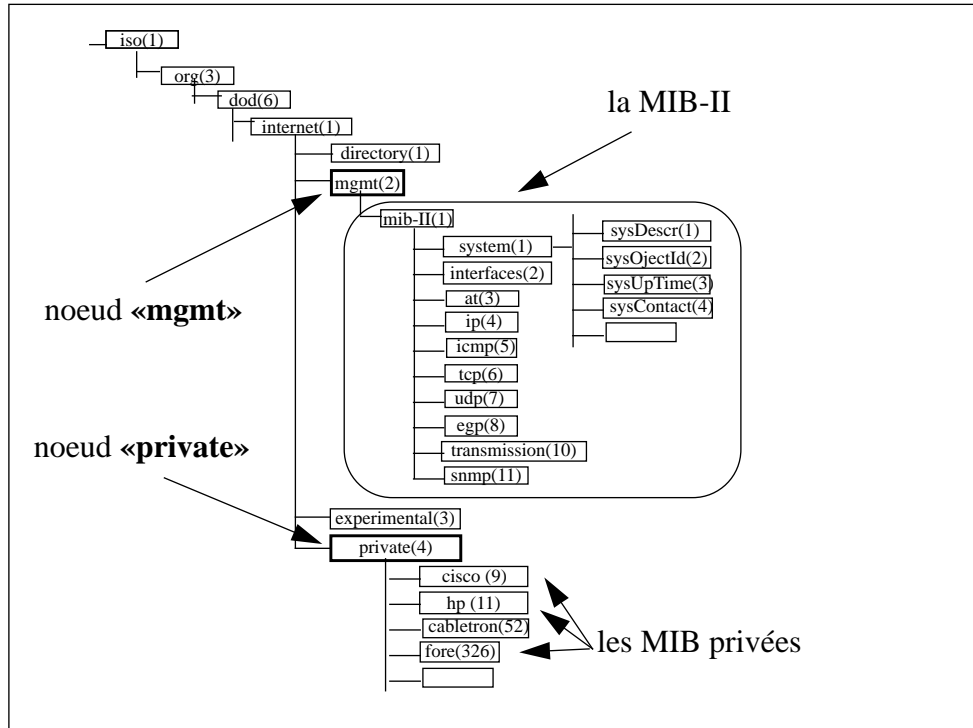 iso(1)
org(3)
dod(6)
la MIB-II
internet(1)
directory(1)
mgmt(2)
mib-II(1)
system(1)
sysDescr(1)
interfaces(2)
sysOjectId(2)
at(3)
sysUpTime(3)
noeud «mgmt»
ip(4)
sysContact(4)
icmp(5)
tcp(6)
udp(7)
egp(8)
noeud «private»
transmission(10)
snmp(11)
experimental(3)
private(4)
cisco (9)
hp (11)
cabletron(52)
les MIB privées
fore(326)